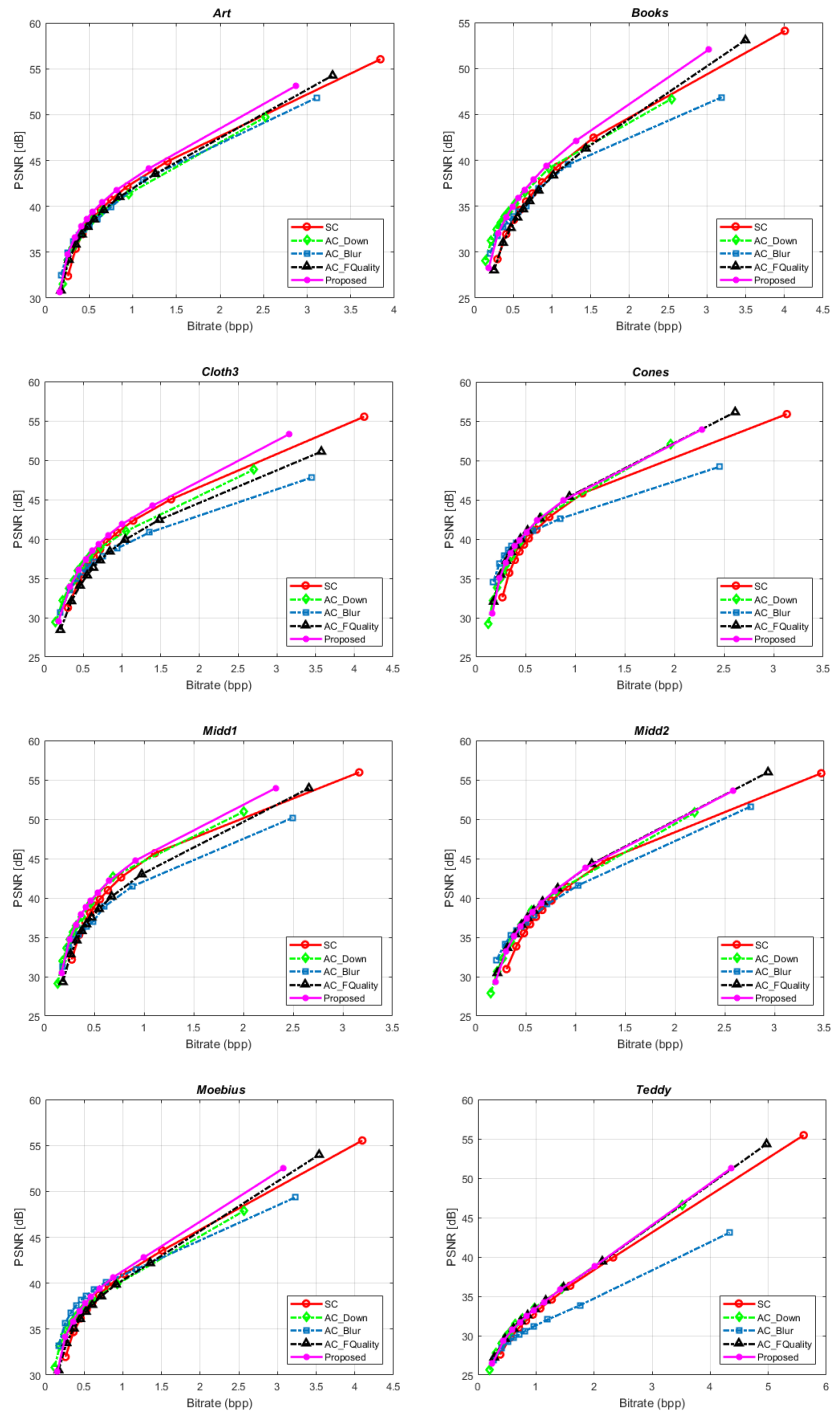 Art
PSNR [dB]
60
55
50
45
40
35
30
SC
AC_Down
AC_Blur
AC_FQuality
Proposed
0 0.5 1 1.5 2 2.5 3 3.5 4
Bitrate (bpp)
Books
PSNR [dB]
55
50
45
40
35
30
25
SC
AC_Down
AC_Blur
AC_FQuality
Proposed
0 0.5 1 1.5 2 2.5 3 3.5 4 4.5
Bitrate (bpp)
Cloth3
PSNR [dB]
60
55
50
45
40
35
30
25
SC
AC_Down
AC_Blur
AC_FQuality
Proposed
0 0.5 1 1.5 2 2.5 3 3.5 4 4.5
Bitrate (bpp)
Cones
PSNR [dB]
60
55
50
45
40
35
30
25
SC
AC_Down
AC_Blur
AC_FQuality
Proposed
0 0.5 1 1.5 2 2.5 3 3.5
Bitrate (bpp)
Midd1
PSNR [dB]
60
55
50
45
40
35
30
25
SC
AC_Down
AC_Blur
AC_FQuality
Proposed
0 0.5 1 1.5 2 2.5 3 3.5
Bitrate (bpp)
Midd2
PSNR [dB]
60
55
50
45
40
35
30
25
SC
AC_Down
AC_Blur
AC_FQuality
Proposed
0 0.5 1 1.5 2 2.5 3 3.5
Bitrate (bpp)
Moebius
PSNR [dB]
60
55
50
45
40
35
30
SC
AC_Down
AC_Blur
AC_FQuality
Proposed
0 0.5 1 1.5 2 2.5 3 3.5 4 4.5
Bitrate (bpp)
Teddy
PSNR [dB]
60
55
50
45
40
35
30
25
SC
AC_Down
AC_Blur
AC_FQuality
Proposed
0 1 2 3 4 5 6
Bitrate (bpp)